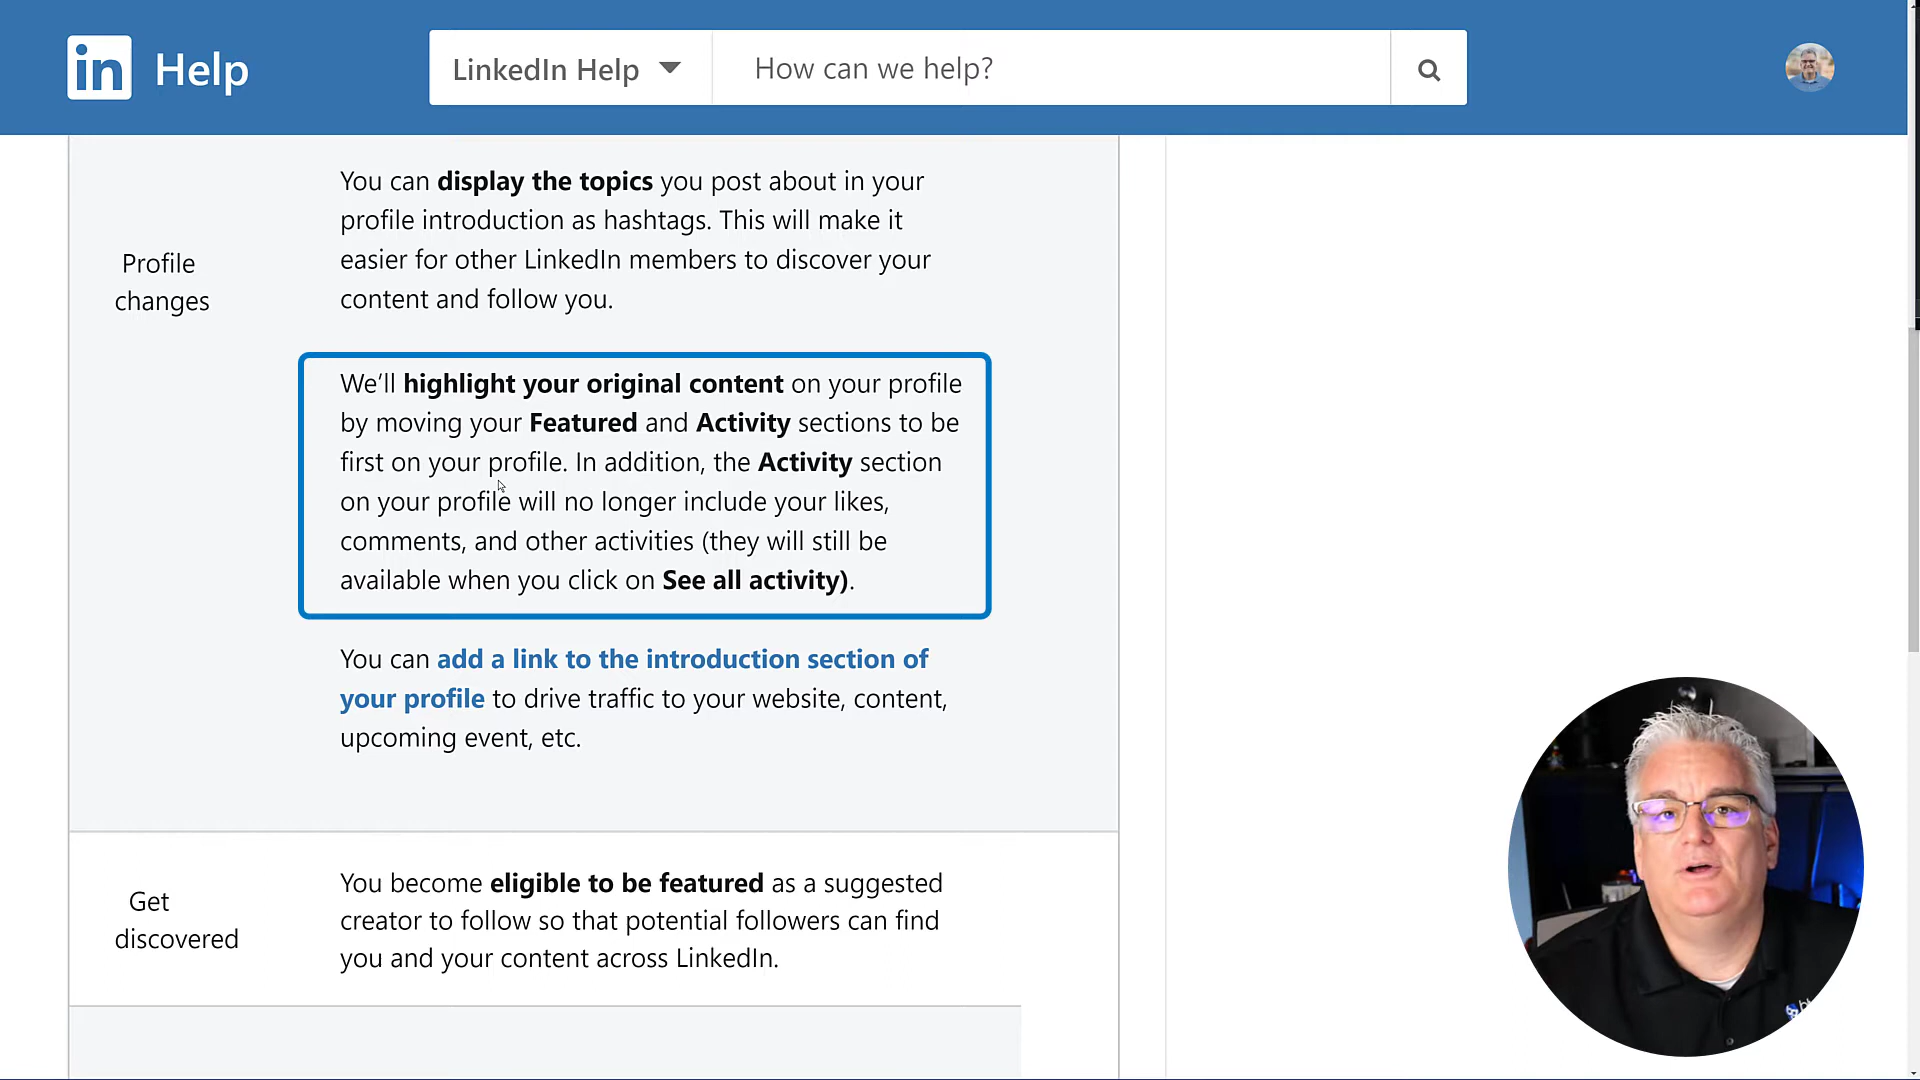 in Help
LinkedIn Help
How can we help?
Profile
changes
You can display the topics you post about in your
profile introduction as hashtags. This will make it
easier for other LinkedIn members to discover your
content and follow you.
We’ll highlight your original content on your profile
by moving your Featured and Activity sections to be
first on your profile. In addition, the Activity section
on your profile will no longer include your likes,
comments, and other activities (they will still be
available when you click on See all activity).
You can add a link to the introduction section of
your profile to drive traffic to your website, content,
upcoming event, etc.
Get
discovered
You become eligible to be featured as a suggested
creator to follow so that potential followers can find
you and your content across LinkedIn.